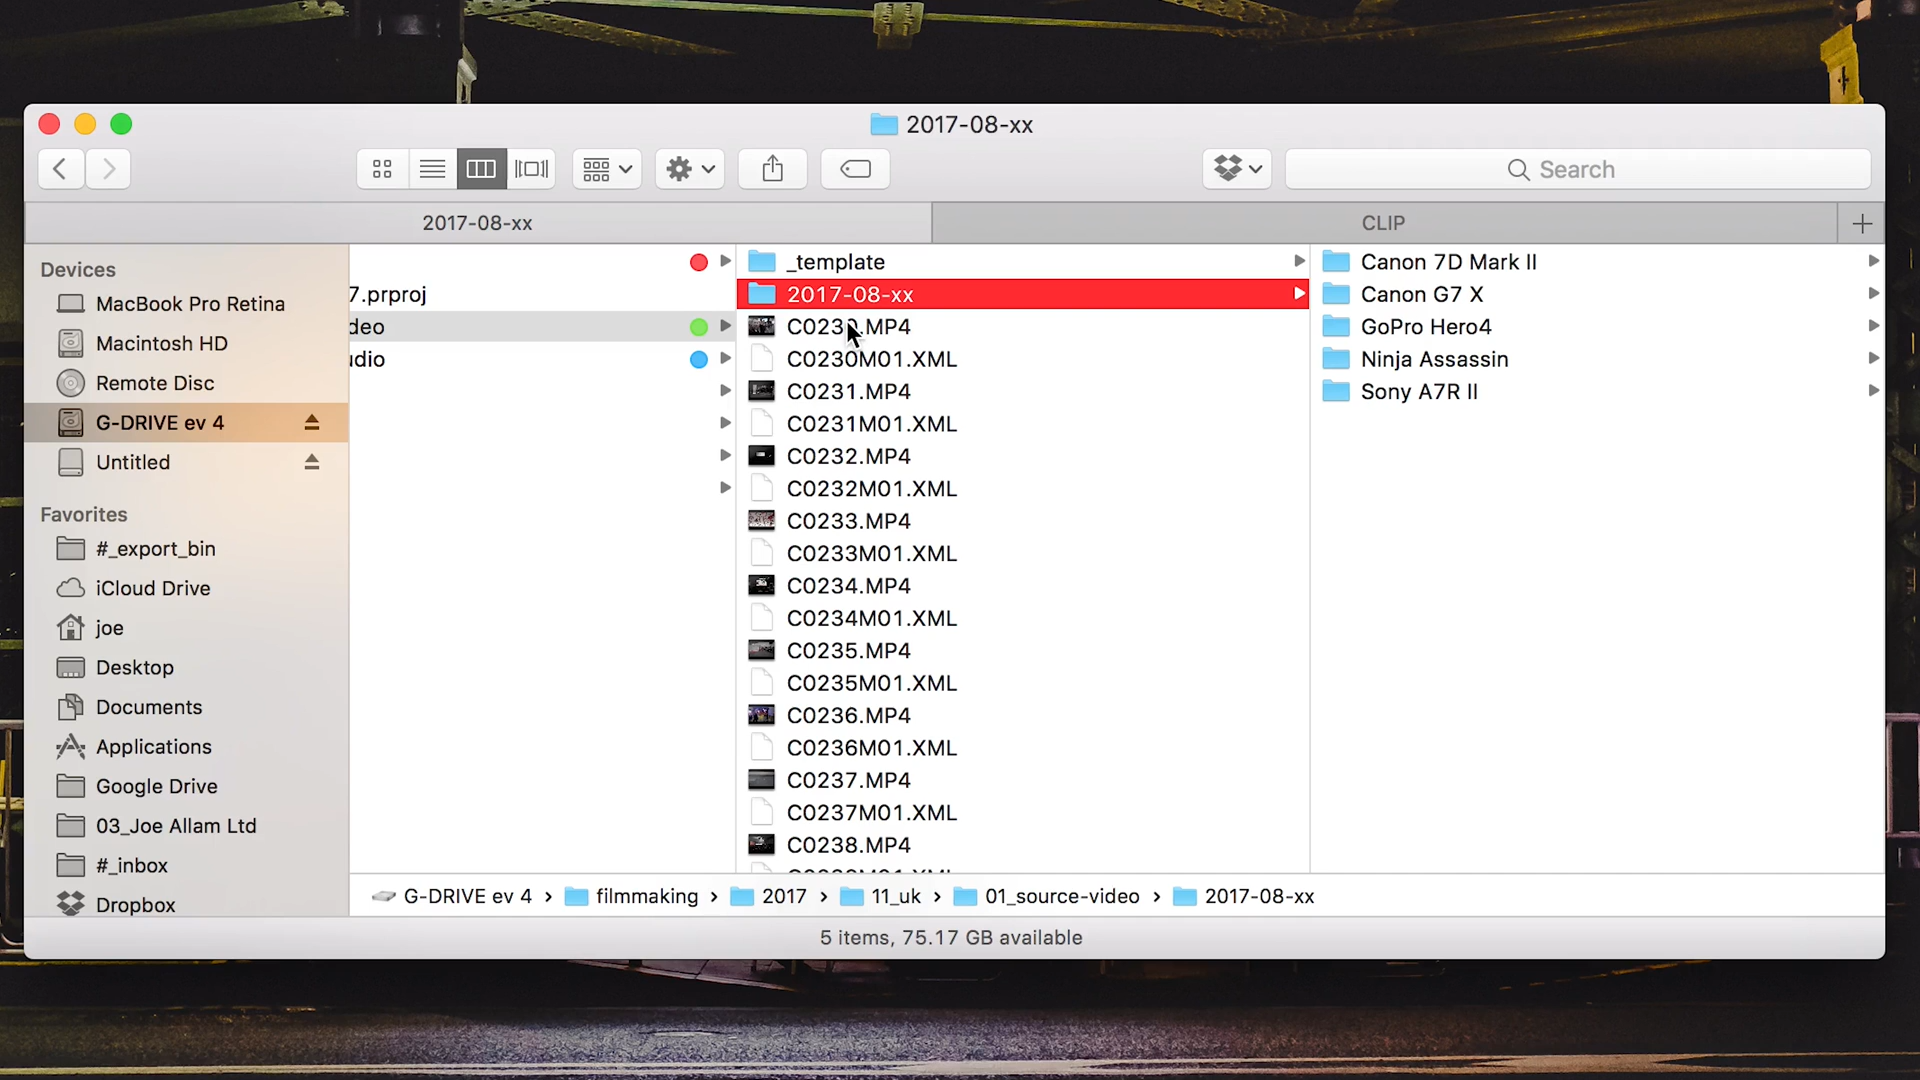 2017-08-xx
Search
2017-08-xx
CLIP
Devices
MacBook Pro Retina
Macintosh HD
Remote Disc
G-DRIVE ev 4
Untitled
Favorites
#_export_bin
iCloud Drive
joe
Desktop
Documents
Applications
Google Drive
03_Joe Allam Ltd
#_inbox
Dropbox
7.prproj
deo
udio
_template
2017-08-xx
C0230.MP4
C0230M01.XML
C0231.MP4
C0231M01.XML
C0232.MP4
C0232M01.XML
C0233.MP4
C0233M01.XML
C0234.MP4
C0234M01.XML
C0235.MP4
C0235M01.XML
C0236.MP4
C0236M01.XML
C0237.MP4
C0237M01.XML
C0238.MP4
Canon 7D Mark II
Canon G7 X
GoPro Hero4
Ninja Assassin
Sony A7R II
G-DRIVE ev 4 › filmmaking › 2017 › 11_uk › 01_source-video › 2017-08-xx
5 items, 75.17 GB available